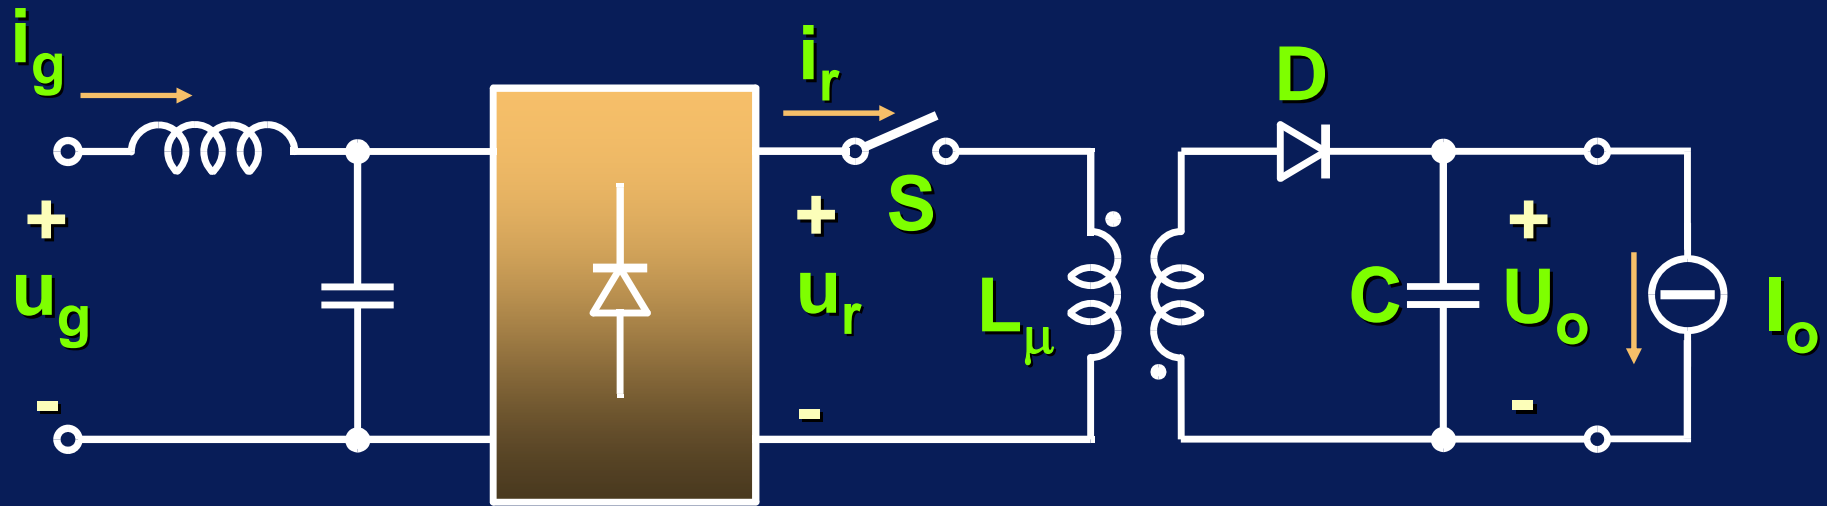 i_g
i_r
D
+
u_g
-
+
u_r
-
S
L_μ
C
+
U_o
-
I_o